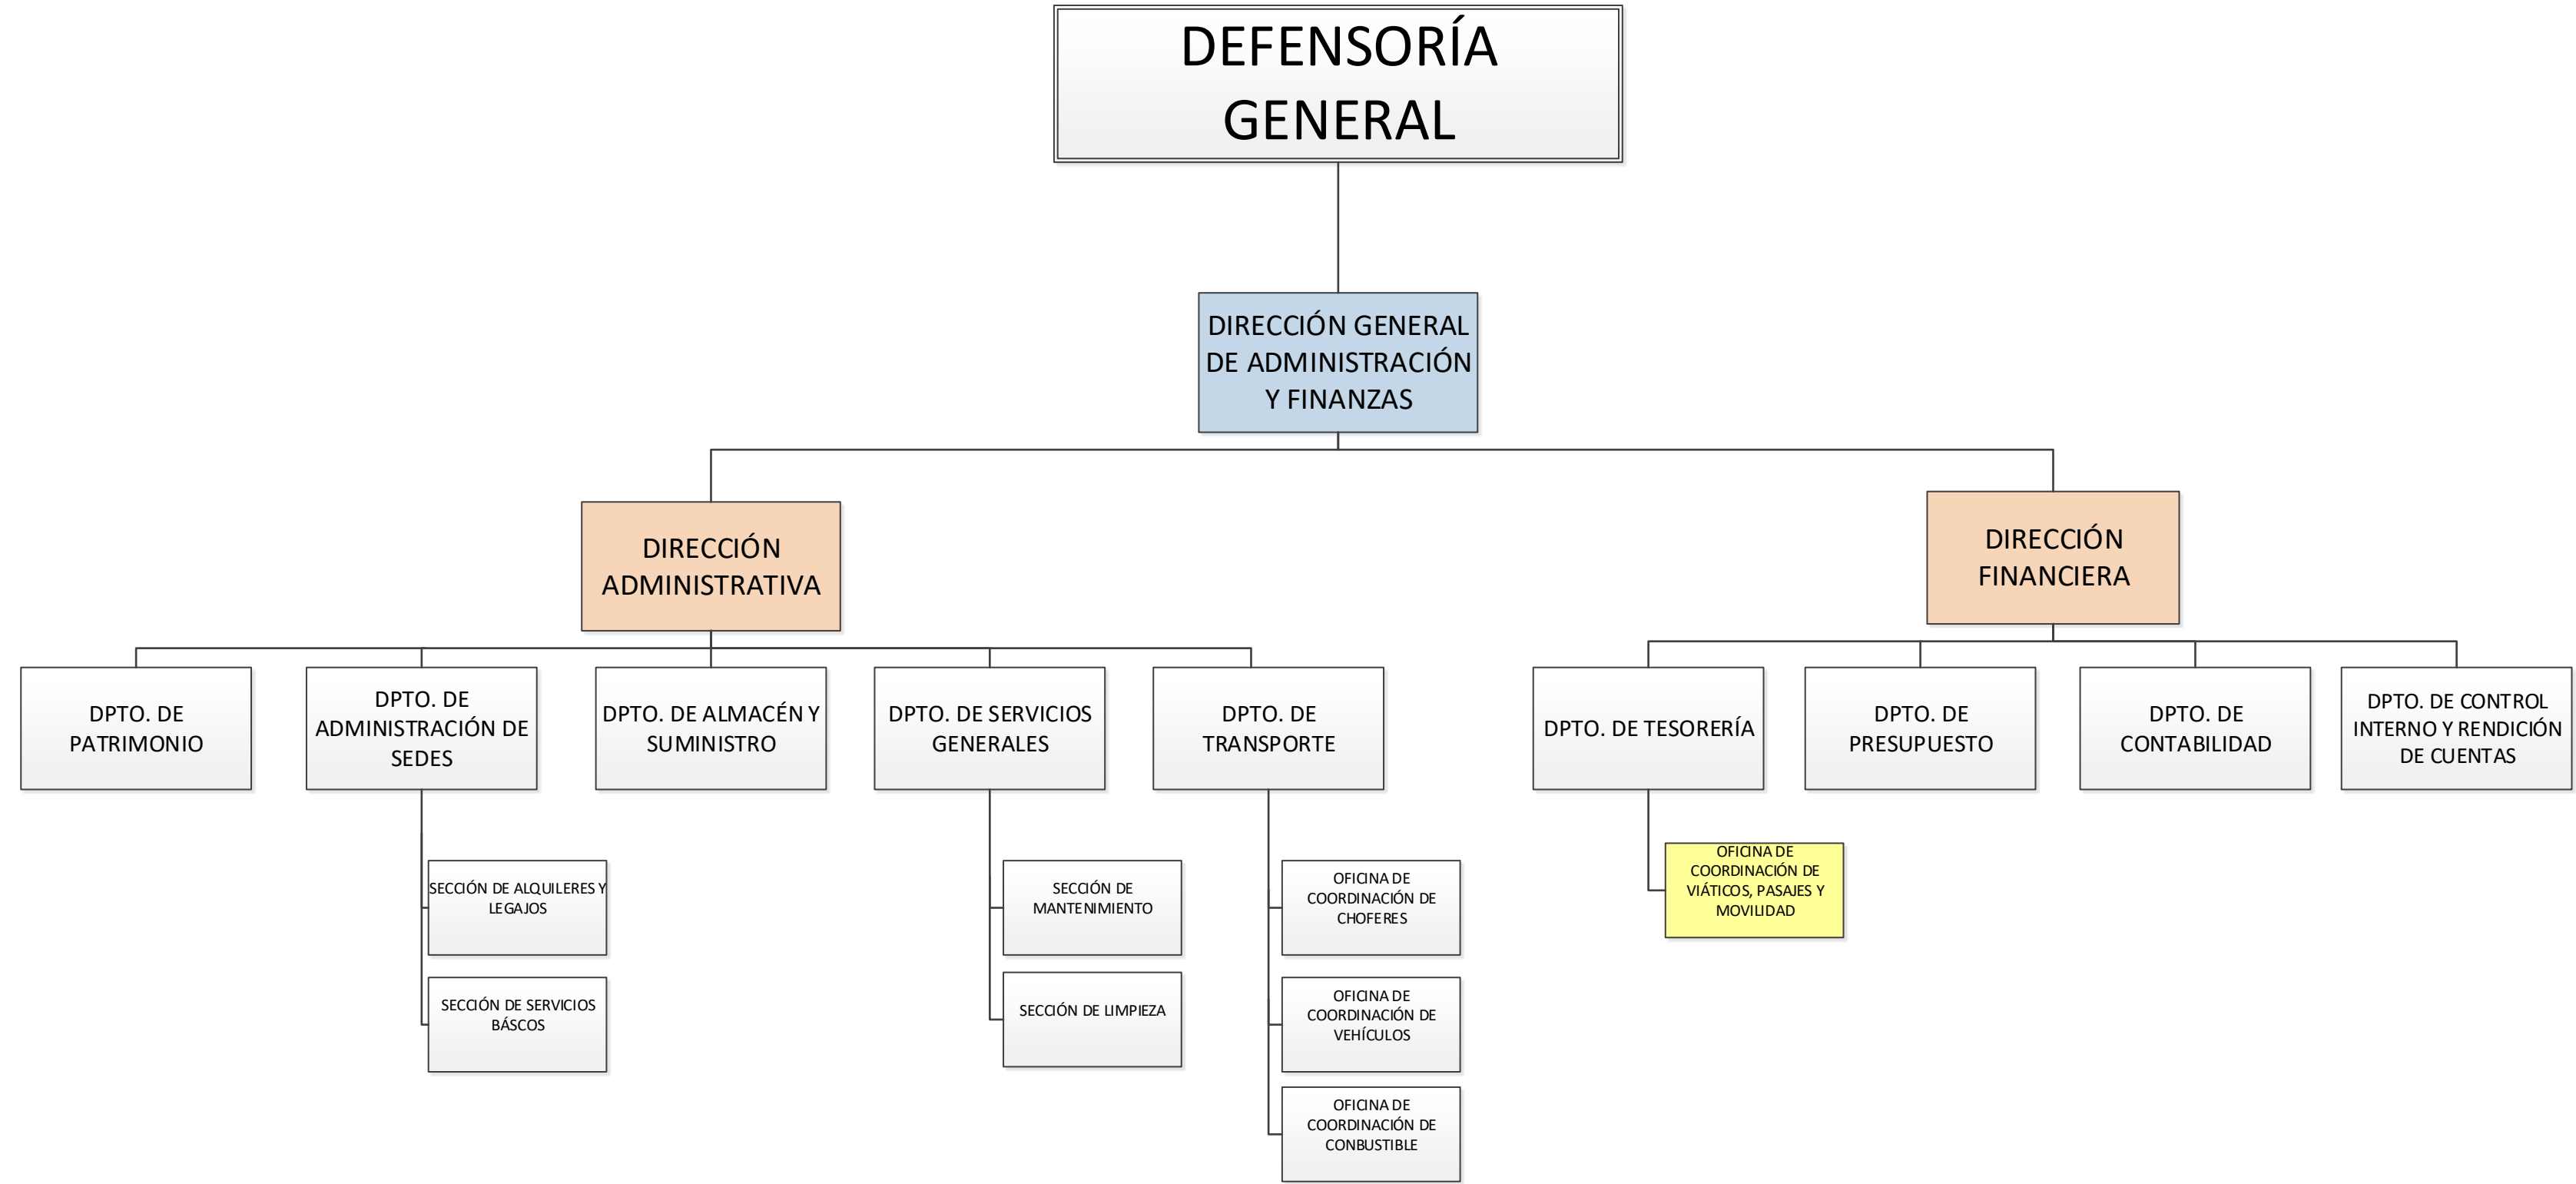 DEFENSORÍA
GENERAL
DIRECCIÓN GENERAL
DE ADMINISTRACIÓN
Y FINANZAS
DIRECCIÓN
ADMINISTRATIVA
DIRECCIÓN
FINANCIERA
DPTO. DE
PATRIMONIO
DPTO. DE
ADMINISTRACIÓN DE
SEDES
DPTO. DE ALMACÉN Y
SUMINISTRO
DPTO. DE SERVICIOS
GENERALES
DPTO. DE
TRANSPORTE
DPTO. DE TESORERÍA
DPTO. DE
PRESUPUESTO
DPTO. DE
CONTABILIDAD
DPTO. DE CONTROL
INTERNO Y RENDICIÓN
DE CUENTAS
SECCIÓN DE ALQUILERES Y
LEGAJOS
SECCIÓN DE SERVICIOS
BÁSCOS
SECCIÓN DE
MANTENIMIENTO
SECCIÓN DE LIMPIEZA
OFICINA DE
COORDINACIÓN DE
CHOFERES
OFICINA DE
COORDINACIÓN DE
VEHÍCULOS
OFICINA DE
COORDINACIÓN DE
CONBUSTIBLE
OFICINA DE
COORDINACIÓN DE
VIÁTICOS, PASAJES Y
MOVILIDAD